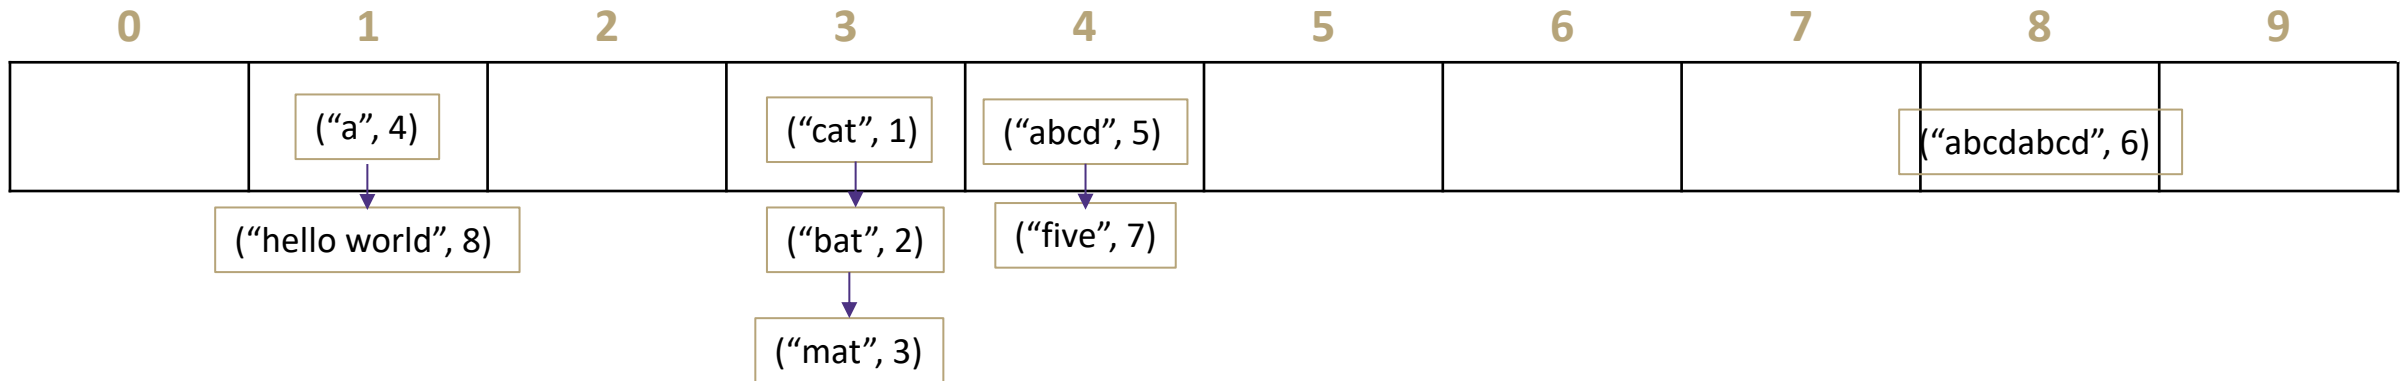 0 1 2 3 4 5 6 7 8 9
(“a”, 4) (“cat”, 1) (“abcd”, 5) (“abcdabcd”, 6)
(“hello world”, 8) (“bat”, 2) (“five”, 7)
(“mat”, 3)